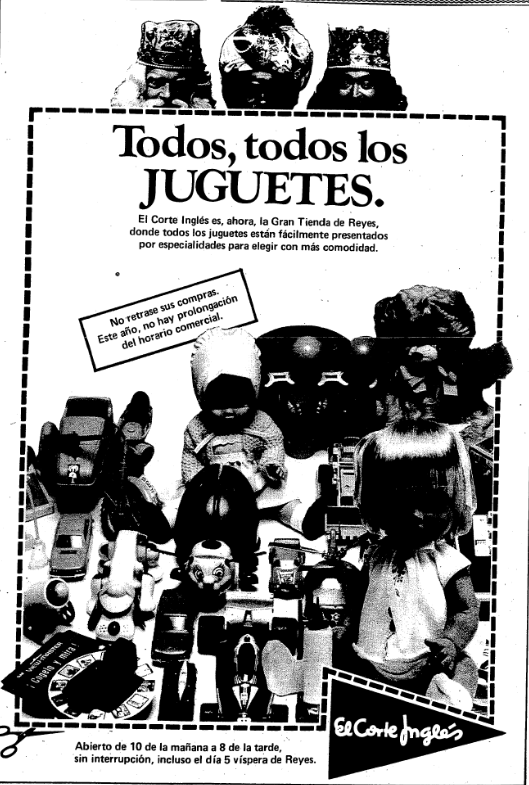 Todos, todos los
JUGUETES.
El Corte Inglés es, ahora, la Gran Tienda de Reyes,
donde todos los juguetes están fácilmente presentados
por especialidades para elegir con más comodidad.
No retrase sus compras.
Este año, no hay prolongación
del horario comercial.
¡Cógelo y mira!
El Corte Inglés
Abierto de 10 de la mañana a 8 de la tarde,
sin interrupción, incluso el día 5 víspera de Reyes.